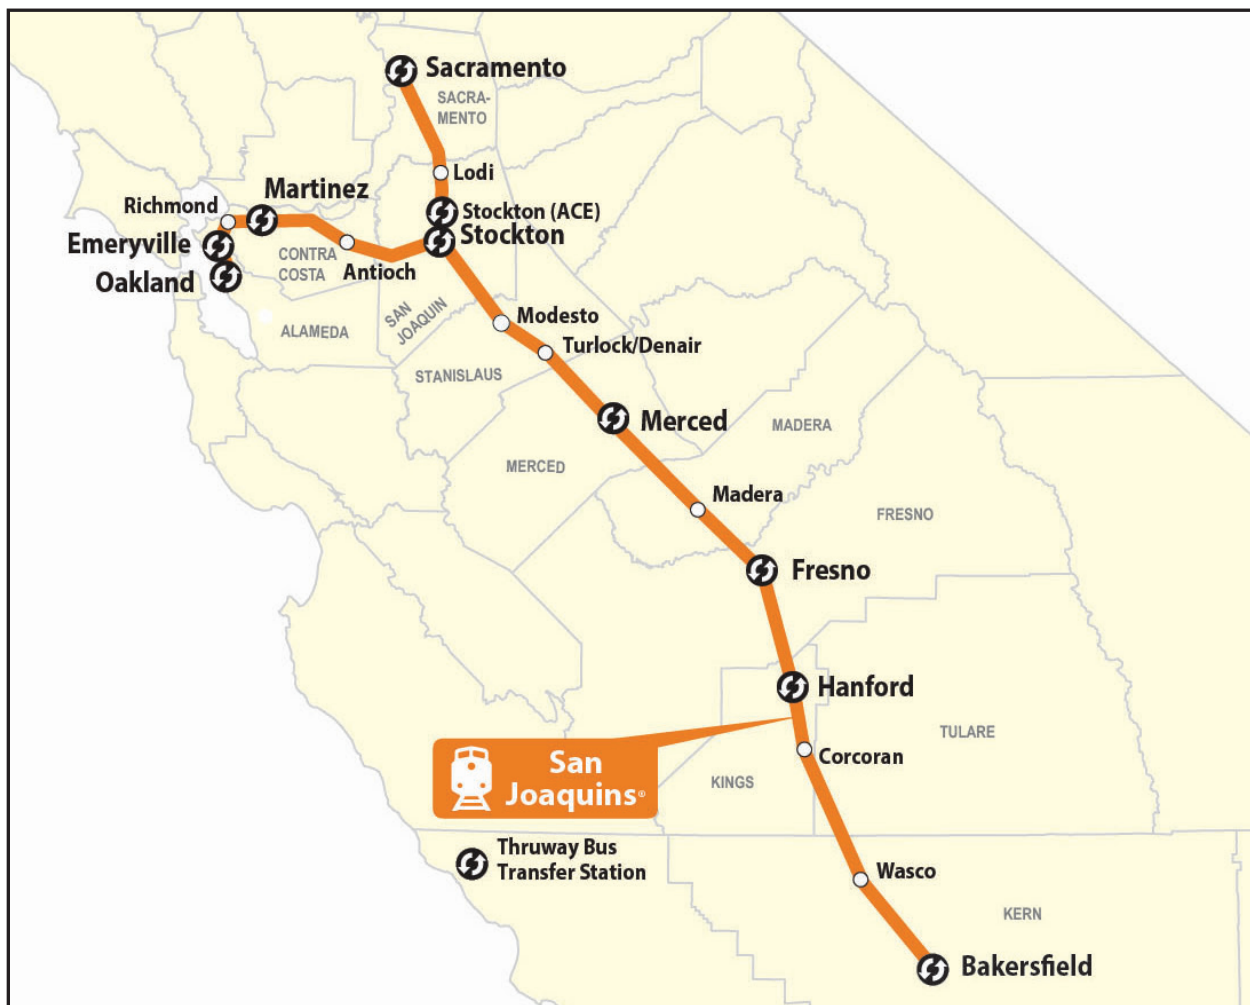 Sacramento
SACRA-
MENTO
Lodi
Martinez
Richmond
Stockton (ACE)
Emeryville
Stockton
CONTRA
COSTA
Antioch
Oakland
SAN
JOAQUIN
Modesto
ALAMEDA
Turlock/Denair
STANISLAUS
Merced
MADERA
MERCED
Madera
FRESNO
Fresno
Hanford
TULARE
San
Joaquins®
Corcoran
KINGS
Thruway Bus
Transfer Station
Wasco
KERN
Bakersfield